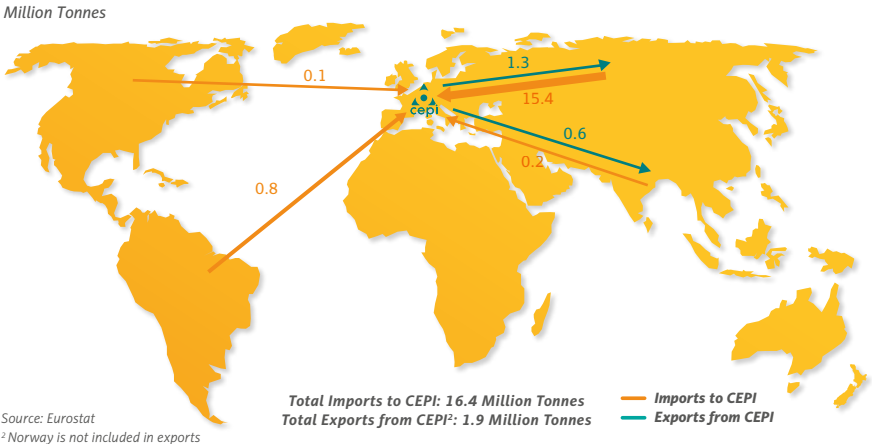 Million Tonnes
0.1
1.3
15.4
cepi
0.6
0.2
0.8
Total Imports to CEPI: 16.4 Million Tonnes
Total Exports from CEPI²: 1.9 Million Tonnes
Imports to CEPI
Exports from CEPI
Source: Eurostat
² Norway is not included in exports